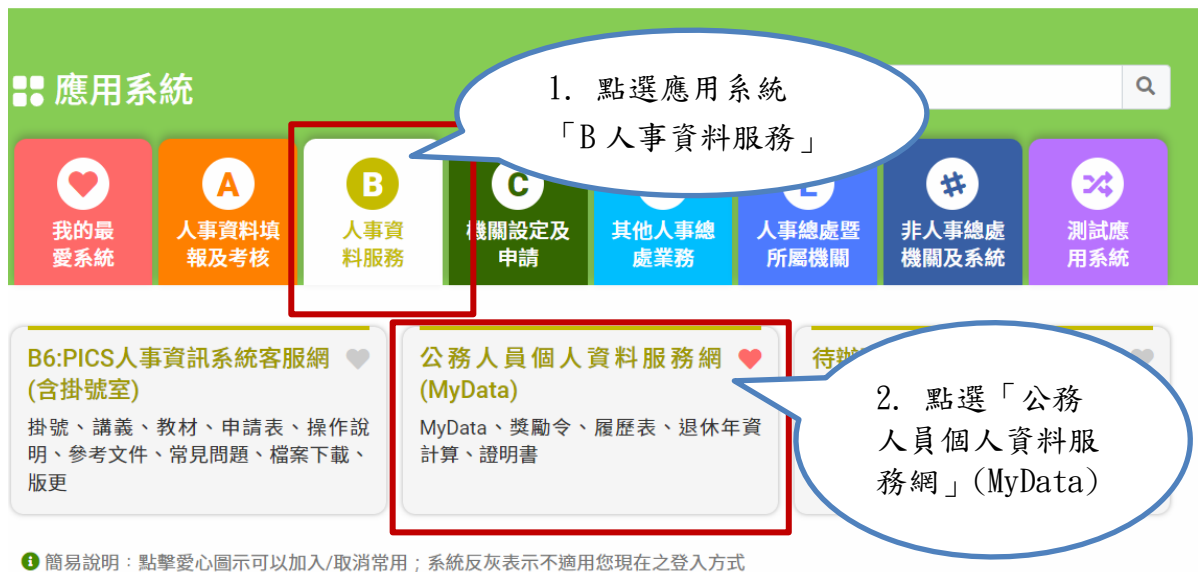 應用系統
1. 點選應用系統
「B人事資料服務」
我的最
愛系統
A
人事資料填
報及考核
B
人事資
料服務
C
機關設定及
申請
其他人事總
處業務
E
人事總處暨
所屬機關
#
非人事總處
機關及系統
測試應
用系統
B6:PICS人事資訊系統客服網
(含掛號室)
掛號、講義、教材、申請表、操作說
明、參考文件、常見問題、檔案下載、
版更
公務人員個人資料服務網
(MyData)
MyData、獎勵令、履歷表、退休年資
計算、證明書
待辦
2. 點選「公務
人員個人資料服
務網」(MyData)
簡易說明：點擊愛心圖示可以加入/取消常用；系統反灰表示不適用您現在之登入方式